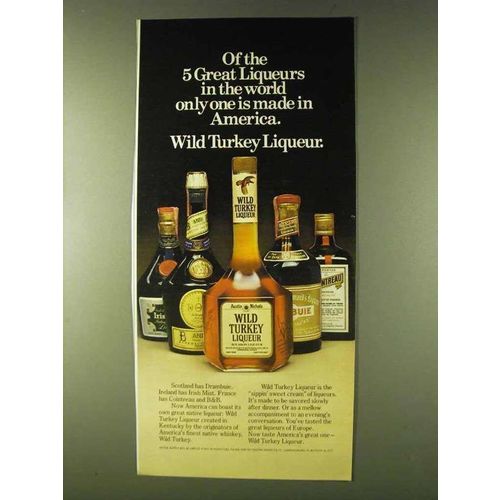 Of the
5 Great Liqueurs
in the world
only one is made in
America.
Wild Turkey Liqueur.
WILD
TURKEY
LIQUEUR
Austin Nichols
WILD
TURKEY
LIQUEUR
BUIE
Scotland has Drambuie.
Ireland has Irish Mist. France
has Cointreau and B&B.
Now America can boast its
own great native liqueur: Wild
Turkey Liqueur created in
Kentucky by the originators of
America's finest native whiskey,
Wild Turkey.
Wild Turkey Liqueur is the
"sippin' sweet cream" of liqueurs.
It's made to be savored slowly
after dinner. Or as a mellow
accompaniment to an
evening's conversation. You've tasted
the great liqueurs of Europe.
Now taste America's great one—
Wild Turkey Liqueur.